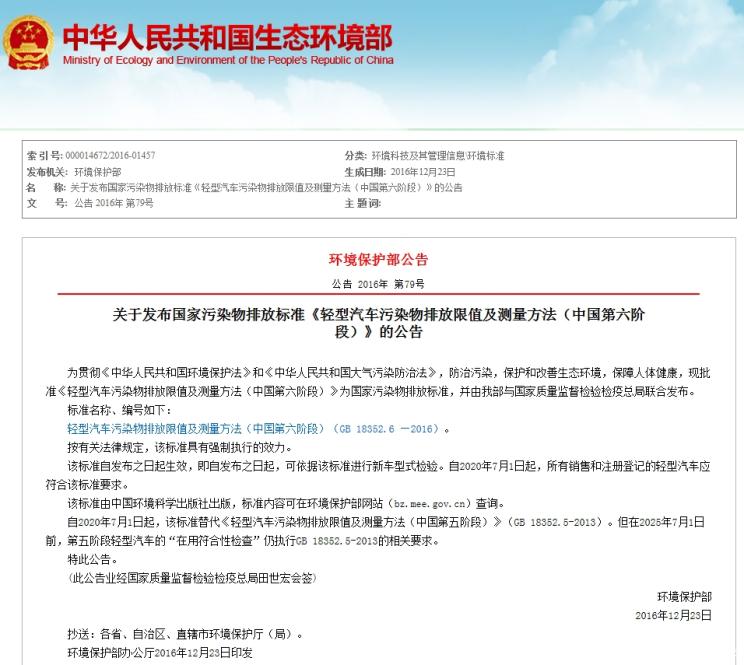 中华人民共和国生态环境部
Ministry of Ecology and Environment of the People's Republic of China
索 引 号: 000014672/2016-01457
分类: 环境科技及其管理信息\环境标准
发布机关: 环境保护部
生成日期: 2016年12月23日
名 称: 关于发布国家污染物排放标准《轻型汽车污染物排放限值及测量方法（中国第六阶段）》的公告
文 号: 公告 2016年 第79号
主 题 词:
环境保护部公告
公告 2016年 第79号
关于发布国家污染物排放标准《轻型汽车污染物排放限值及测量方法（中国第六阶
段）》的公告
为贯彻《中华人民共和国环境保护法》和《中华人民共和国大气污染防治法》，防治污染，保护和改善生态环境，保障人体健康，现批
准《轻型汽车污染物排放限值及测量方法（中国第六阶段）》为国家污染物排放标准，并由我部与国家质量监督检验检疫总局联合发布。
标准名称、编号如下：
轻型汽车污染物排放限值及测量方法（中国第六阶段）（GB 18352.6 —2016）。
按有关法律规定，该标准具有强制执行的效力。
该标准自发布之日起生效，即自发布之日起，可依据该标准进行新车型式检验。自2020年7月1日起，所有销售和注册登记的轻型汽车应
符合该标准要求。
该标准由中国环境科学出版社出版，标准内容可在环境保护部网站（bz.mee.gov.cn）查询。
自2020年7月1日起，该标准替代《轻型汽车污染物排放限值及测量方法（中国第五阶段）》（GB 18352.5-2013）。但在2025年7月1日
前，第五阶段轻型汽车的“在用符合性检查”仍执行GB 18352.5-2013的相关要求。
特此公告。
(此公告业经国家质量监督检验检疫总局田世宏会签)
环境保护部
2016年12月23日
抄送：各省、自治区、直辖市环境保护厅（局）。
环境保护部办公厅2016年12月23日印发